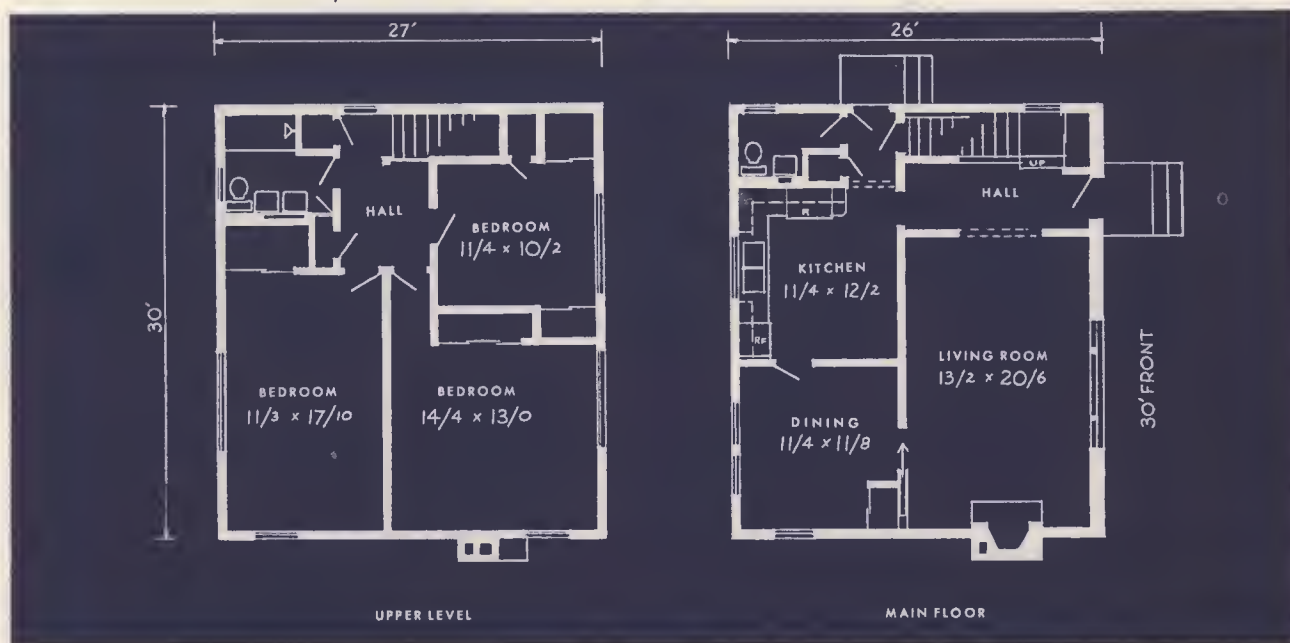 27'
30'
HALL
BEDROOM
11/4 x 10/2
BEDROOM
11/3 x 17/10
BEDROOM
14/4 x 13/0
UPPER LEVEL
26'
UP
HALL
R
KITCHEN
11/4 x 12/2
RF
LIVING ROOM
13/2 x 20/6
DINING
11/4 x 11/8
30' FRONT
MAIN FLOOR